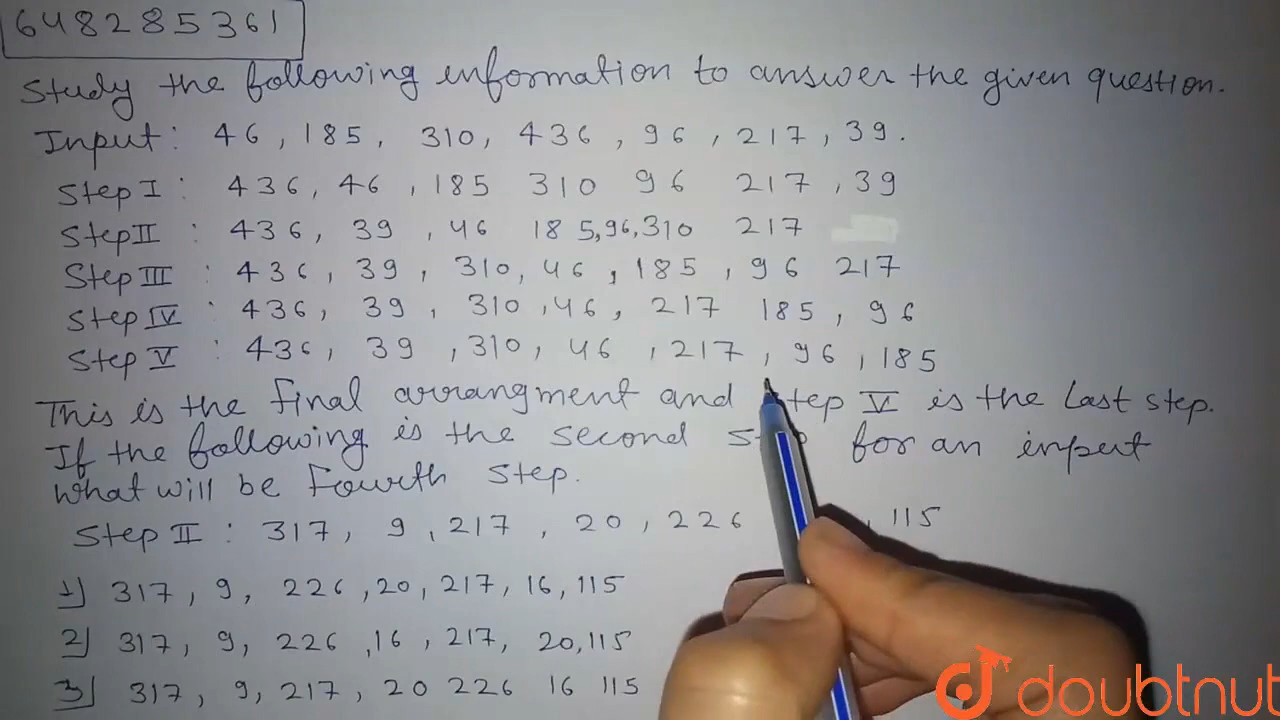 648285361
Study the following information to answer the given question.
Input: 46, 185, 310, 436, 96, 217, 39.
Step I : 436, 46, 185 310 96 217, 39
Step II : 436, 39, 46 185, 96, 310 217
Step III : 436, 39, 310, 46, 185, 96 217
Step IV : 436, 39, 310, 46, 217 185, 96
Step V : 436, 39, 310, 46, 217, 96, 185
This is the final arrangment and Step V is the Last step.
If the following is the second for an input
What will be Fourth Step.
Step II : 317, 9, 217, 20, 226 , 115
1) 317, 9, 226, 20, 217, 16, 115
2) 317, 9, 226, 16, 217, 20, 115
3) 317, 9, 217, 20 226 16 115
doubtnut